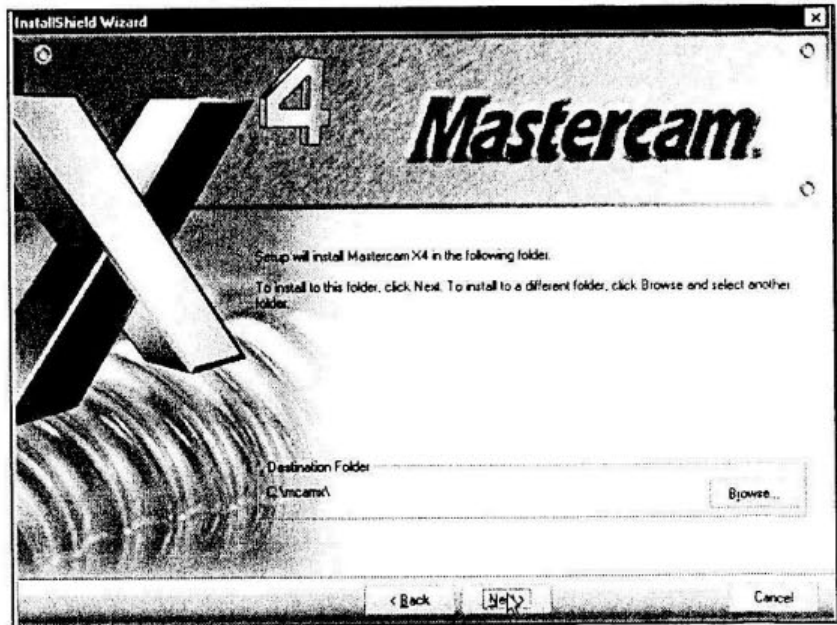 InstallShield Wizard
X4
Mastercam.
Setup will install Mastercam X4 in the following folder.
To install to this folder, click Next. To install to a different folder, click Browse and select another
folder.
Destination Folder
C:\mcamx\
Browse...
< Back
Next >
Cancel